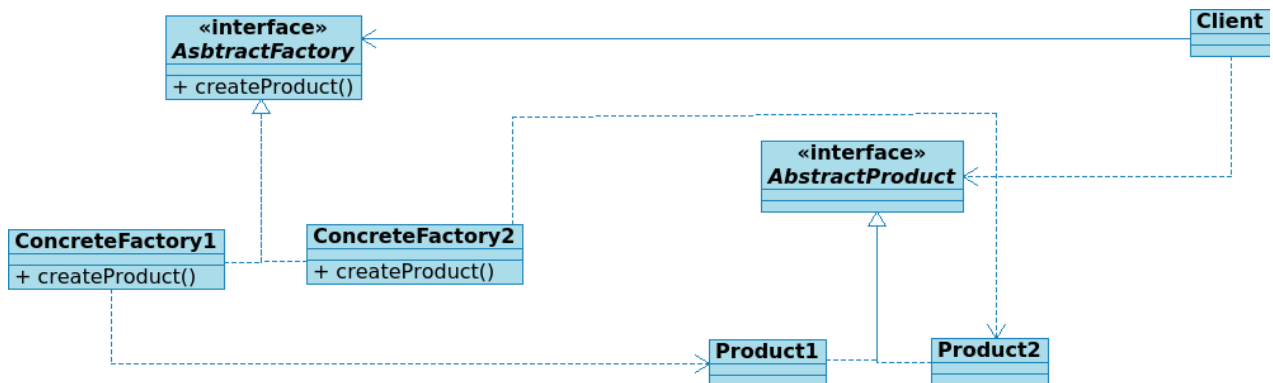 «interface»
AsbtractFactory
+ createProduct()
Client
«interface»
AbstractProduct
ConcreteFactory1
+ createProduct()
ConcreteFactory2
+ createProduct()
Product1
Product2